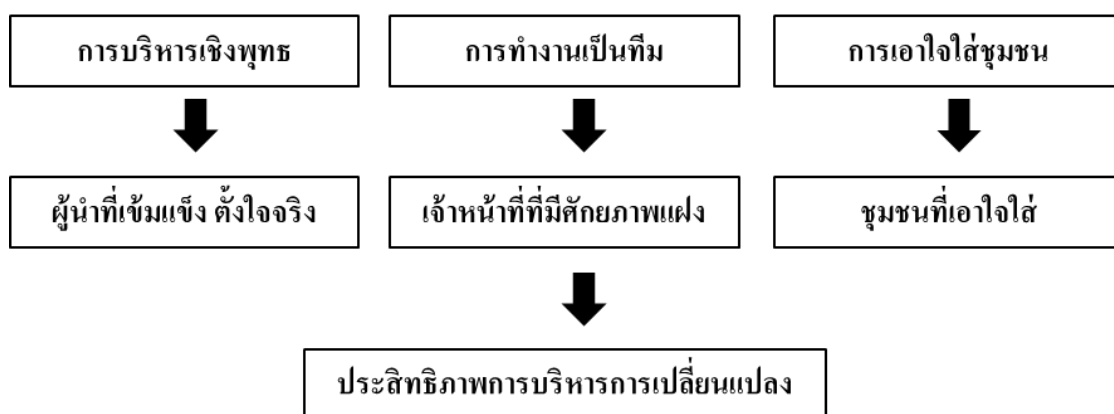 การบริหารเชิงพุทธ
การทำงานเป็นทีม
การเอาใจใส่ชุมชน
ผู้นำที่เข้มแข็ง ตั้งใจจริง
เจ้าหน้าที่ที่มีศักยภาพแฝง
ชุมชนที่เอาใจใส่
ประสิทธิภาพการบริหารการเปลี่ยนแปลง